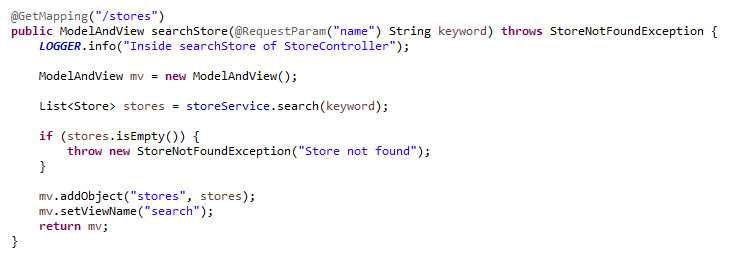 @GetMapping("/stores")
public ModelAndView searchStore(@RequestParam("name") String keyword) throws StoreNotFoundException {
    LOGGER.info("Inside searchStore of StoreController");

    ModelAndView mv = new ModelAndView();

    List<Store> stores = storeService.search(keyword);

    if (stores.isEmpty()) {
        throw new StoreNotFoundException("Store not found");
    }

    mv.addObject("stores", stores);
    mv.setViewName("search");
    return mv;
}